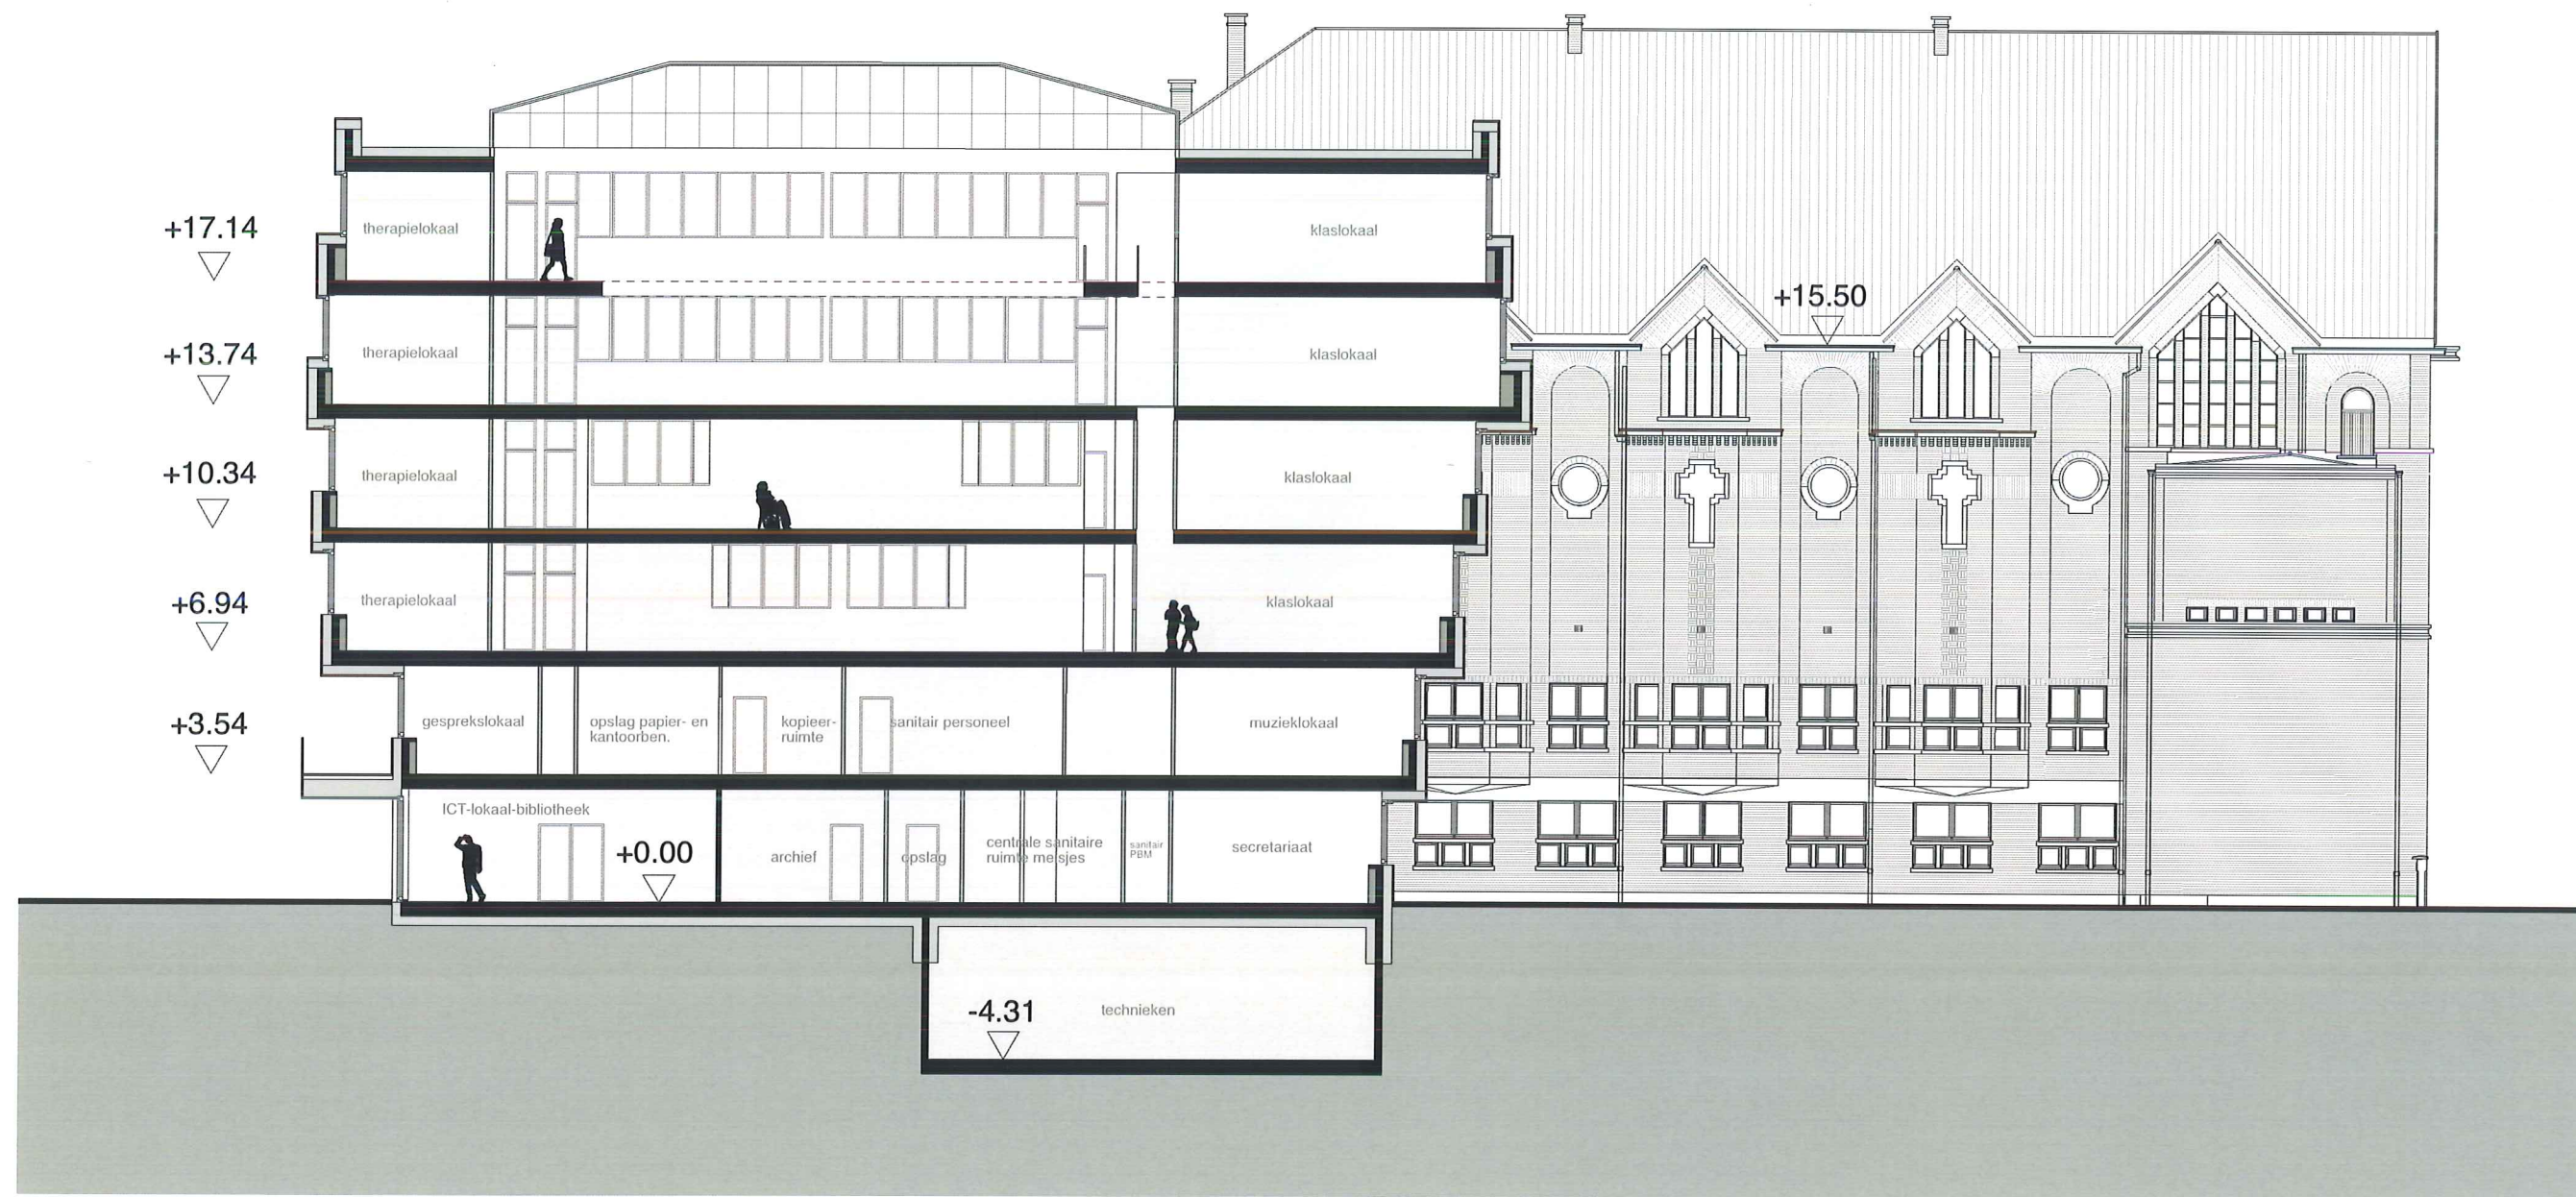 +17.14
therapielokaal
klaslokaal
+15.50
+13.74
therapielokaal
klaslokaal
+10.34
therapielokaal
klaslokaal
+6.94
therapielokaal
klaslokaal
+3.54
gesprekslokaal
opslag papier- en
kantoorben.
kopieer-
ruimte
sanitair personeel
muzieklokaal
ICT-lokaal-bibliotheek
+0.00
archief
opslag
centrale sanitaire
ruimte meisjes
sanitair
PBM
secretariaat
-4.31
technieken